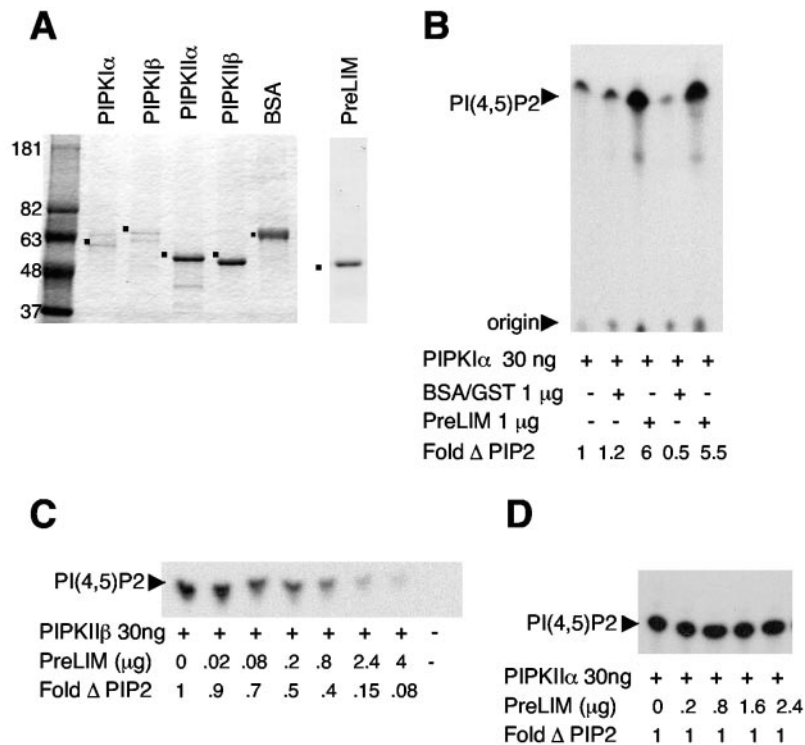 A
PIPKIα PIPKIβ PIPKIIα PIPKIIβ BSA PreLIM
181
82
63
48
37
B
PI(4,5)P2
origin
PIPKIα 30 ng + + + + +
BSA/GST 1 μg - + - + -
PreLIM 1 μg - - + - +
Fold Δ PIP2 1 1.2 6 0.5 5.5
C
PI(4,5)P2
PIPKIIβ 30ng + + + + + + + -
PreLIM (μg) 0 .02 .08 .2 .8 2.4 4 -
Fold Δ PIP2 1 .9 .7 .5 .4 .15 .08
D
PI(4,5)P2
PIPKIIα 30ng + + + + +
PreLIM (μg) 0 .2 .8 1.6 2.4
Fold Δ PIP2 1 1 1 1 1